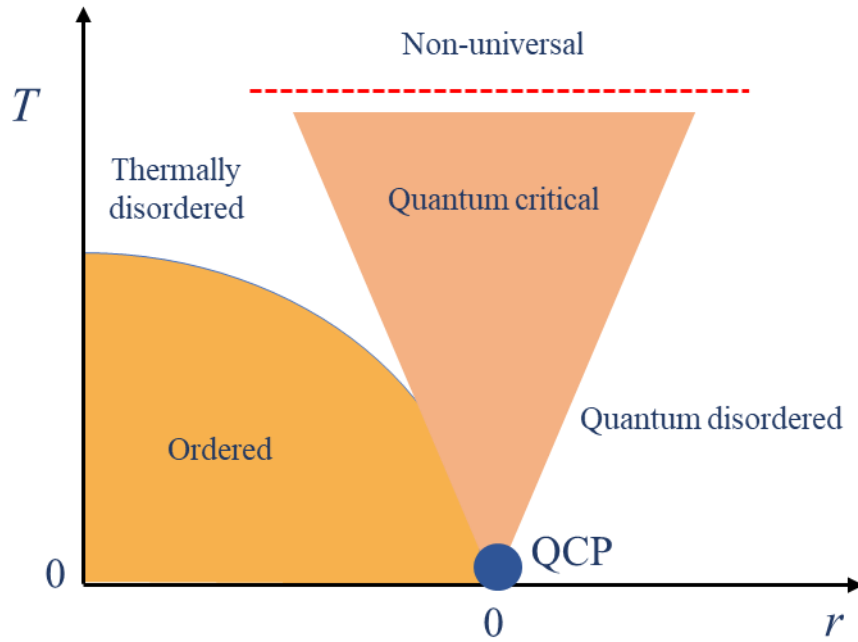 Non-universal
T
Thermally
disordered
Quantum critical
Quantum disordered
Ordered
QCP
0
0
r